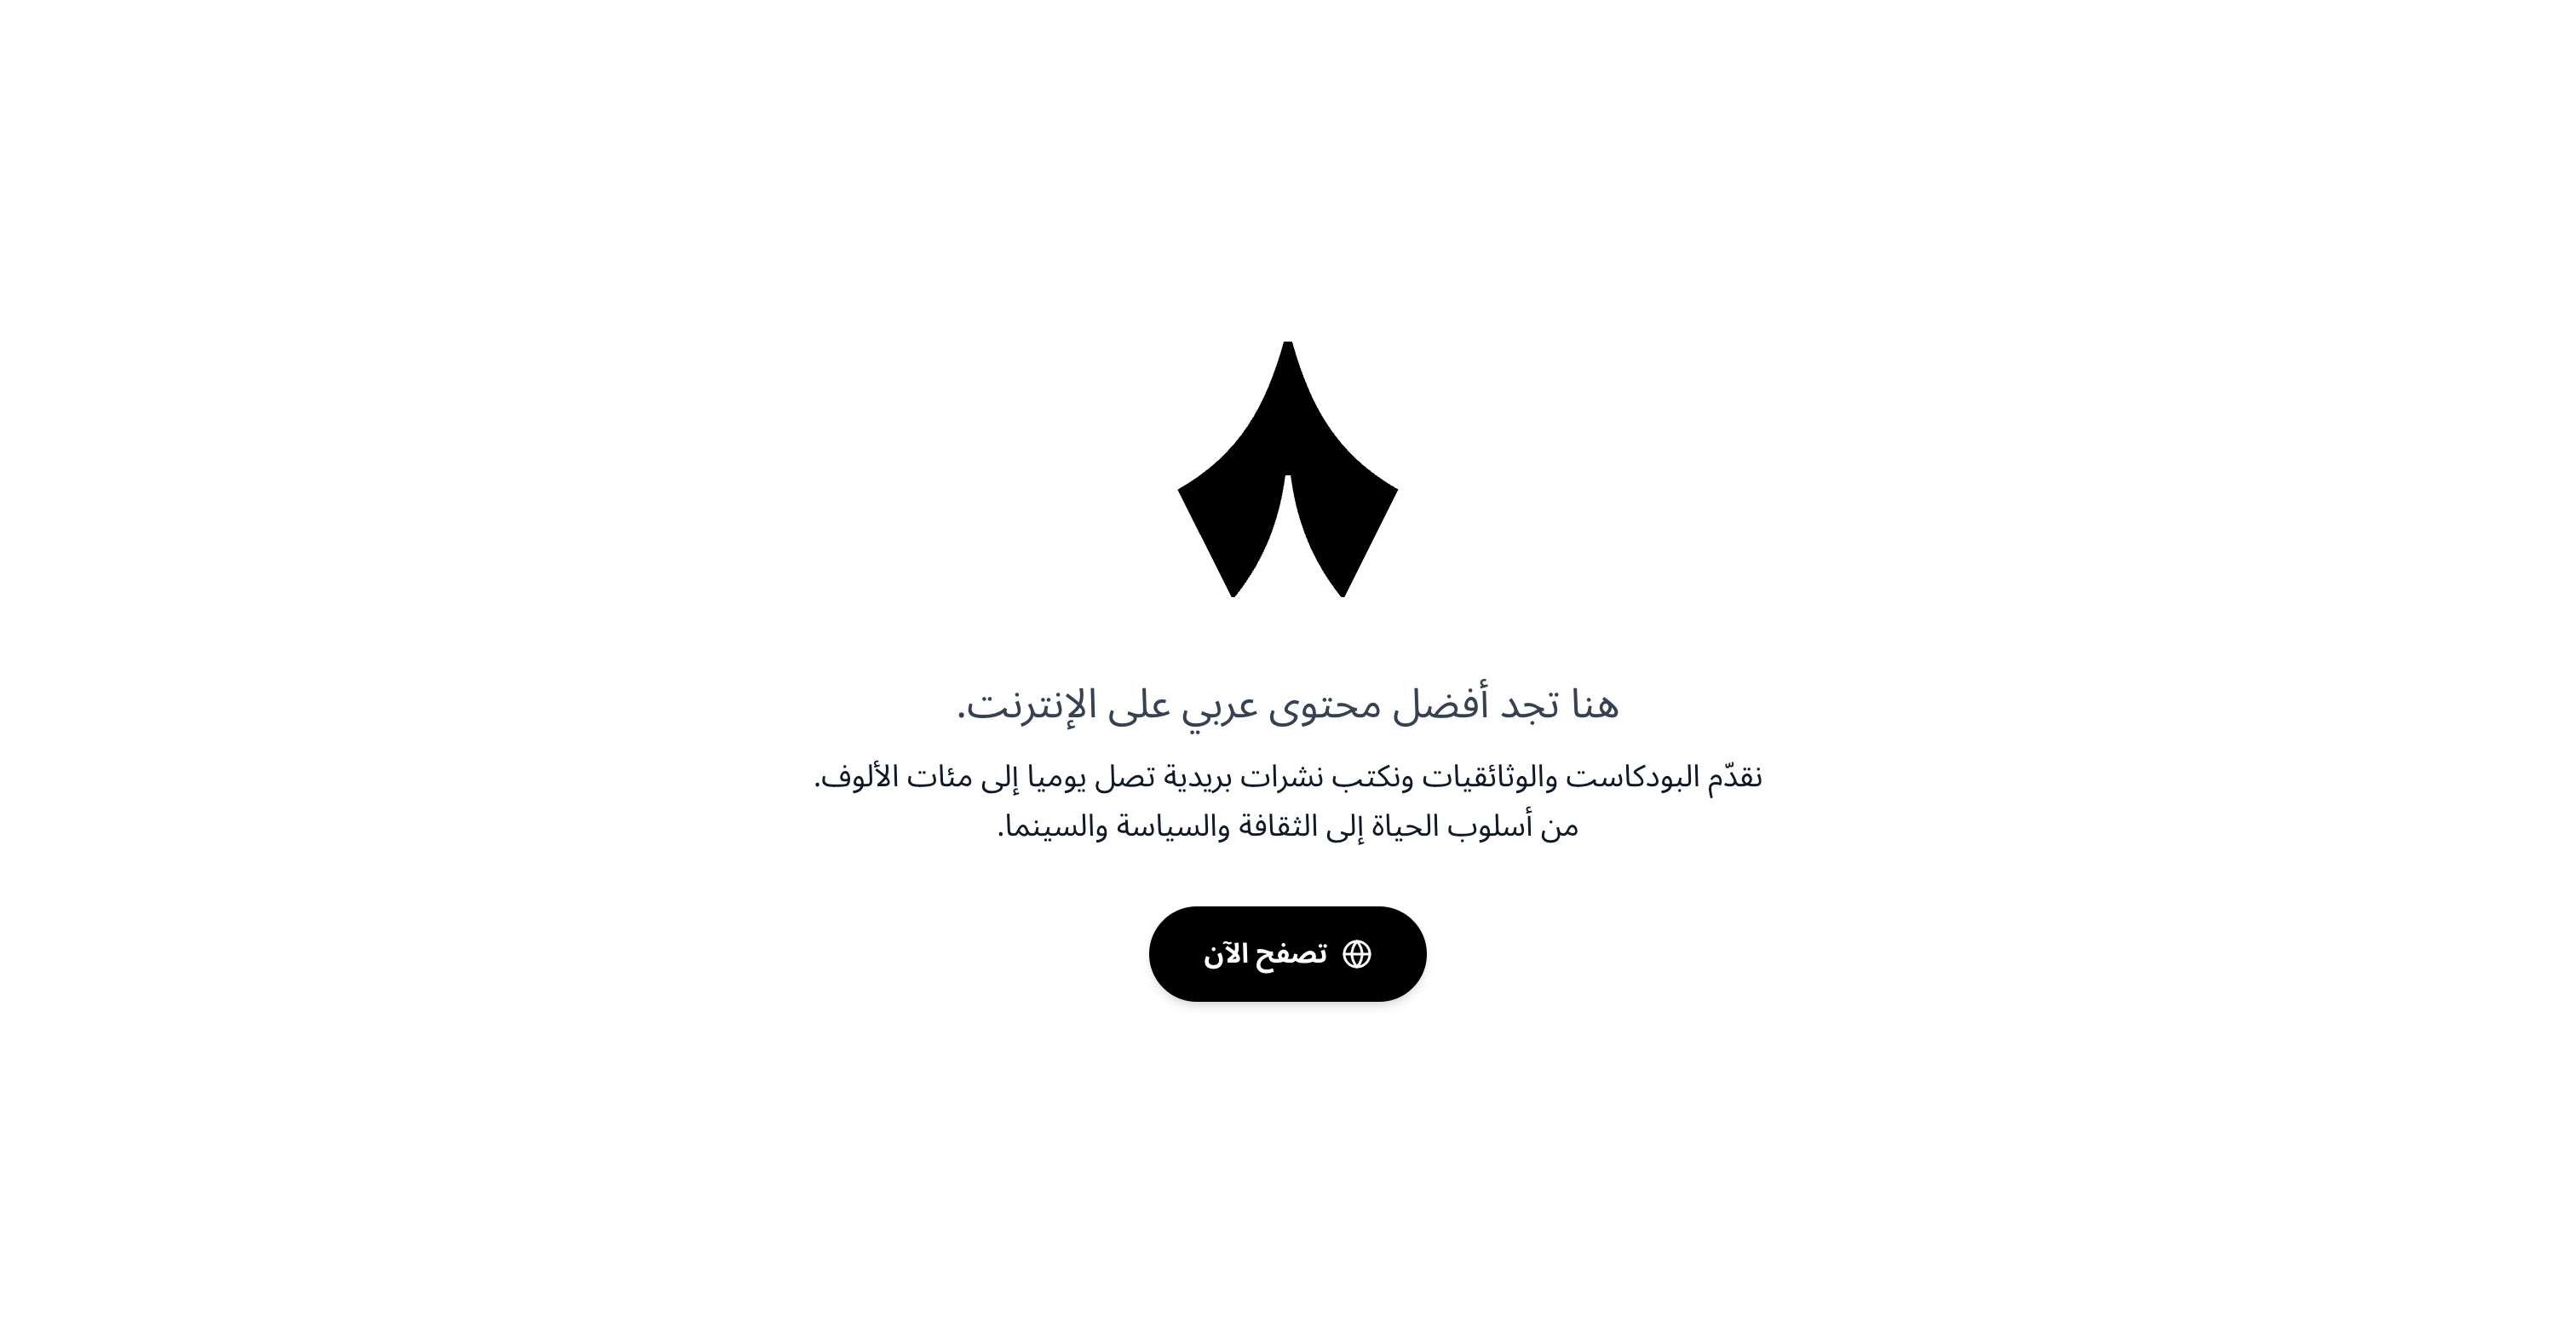 هنا تجد أفضل محتوى عربي على الإنترنت.
نقدّم البودكاست والوثائقيات ونكتب نشرات بريدية تصل يوميا إلى مئات الألوف.
من أسلوب الحياة إلى الثقافة والسياسة والسينما.
تصفح الآن